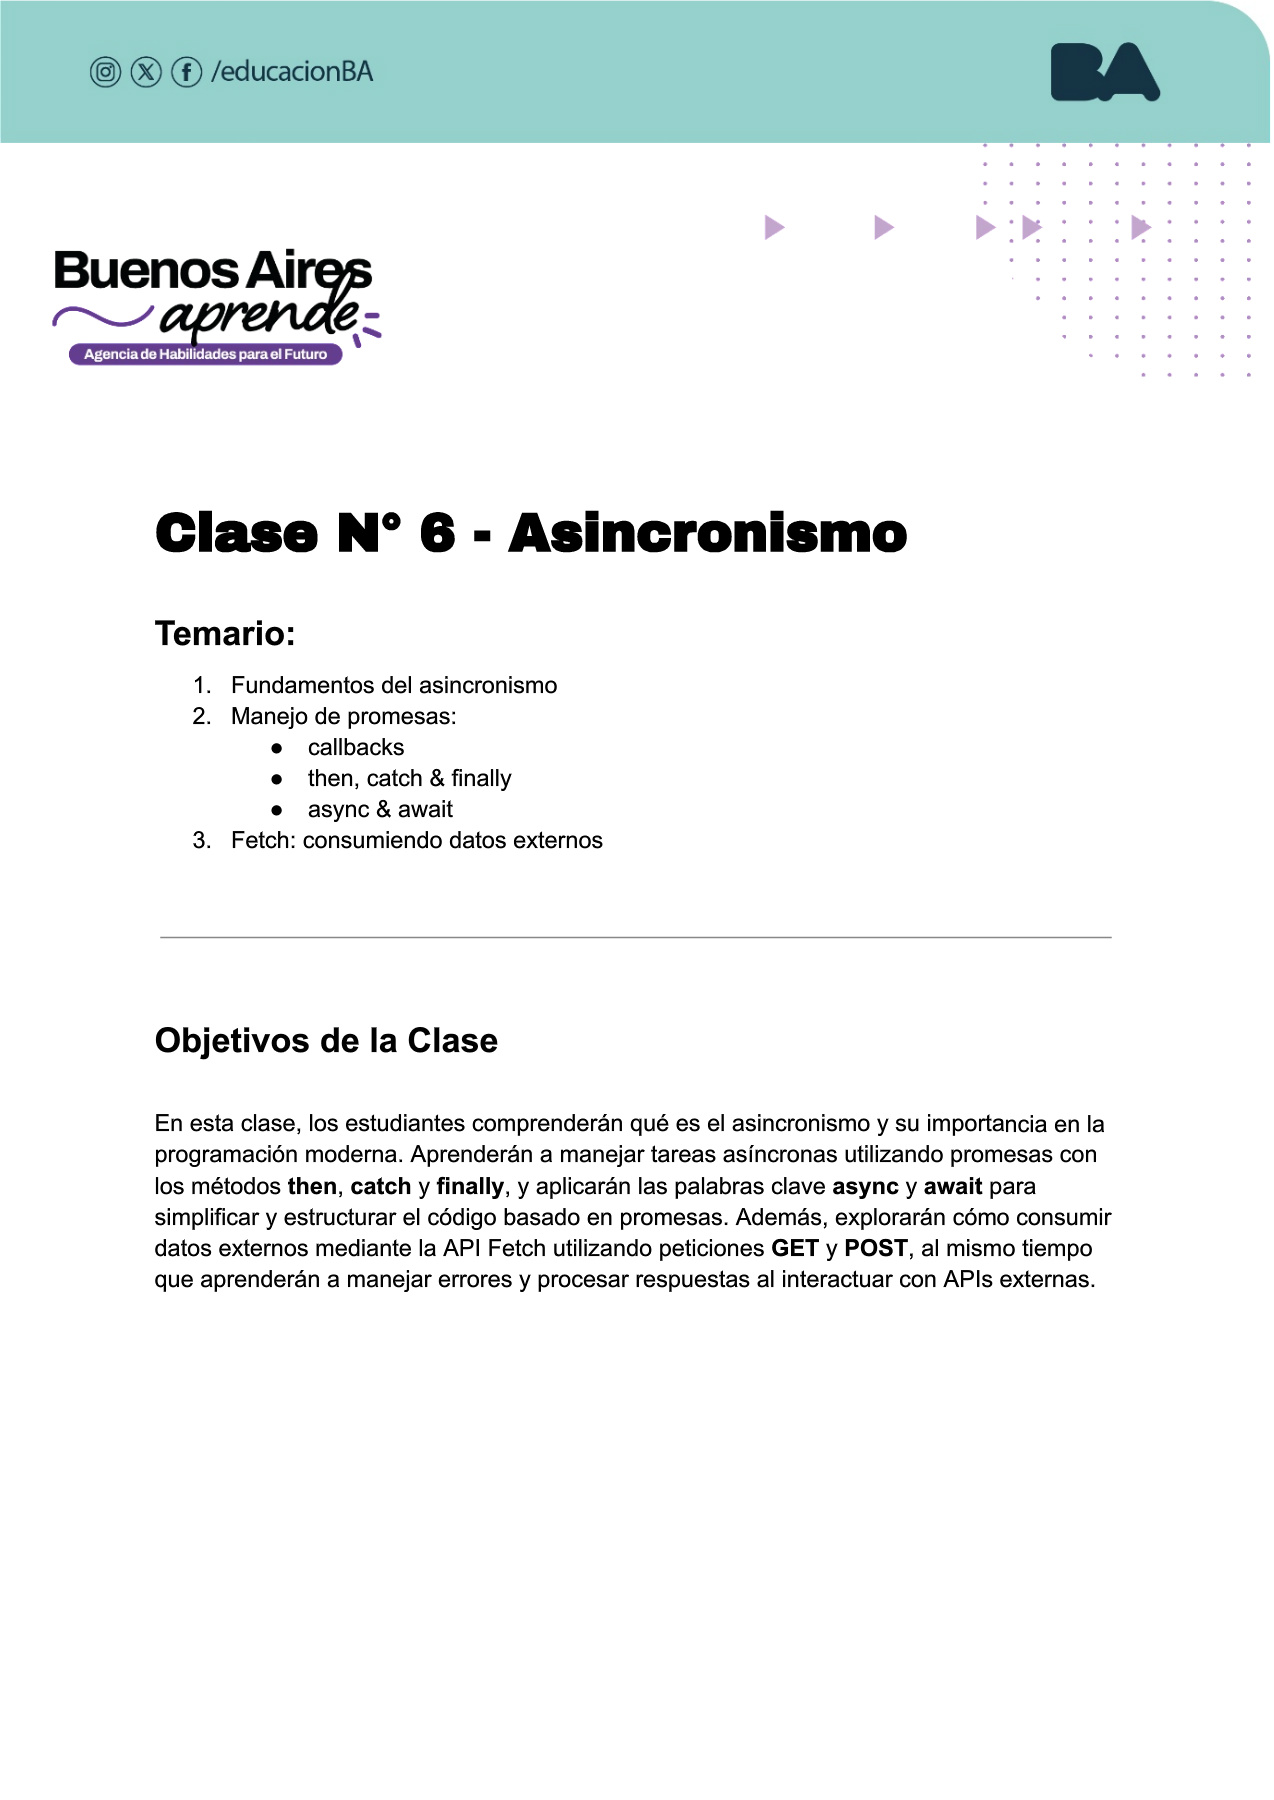 /educacionBA
BA
Buenos Aires
aprende
Agencia de Habilidades para el Futuro
Clase N° 6 - Asincronismo
Temario:
1. Fundamentos del asincronismo
2. Manejo de promesas:
● callbacks
● then, catch & finally
● async & await
3. Fetch: consumiendo datos externos
Objetivos de la Clase
En esta clase, los estudiantes comprenderán qué es el asincronismo y su importancia en la
programación moderna. Aprenderán a manejar tareas asíncronas utilizando promesas con
los métodos then, catch y finally, y aplicarán las palabras clave async y await para
simplificar y estructurar el código basado en promesas. Además, explorarán cómo consumir
datos externos mediante la API Fetch utilizando peticiones GET y POST, al mismo tiempo
que aprenderán a manejar errores y procesar respuestas al interactuar con APIs externas.